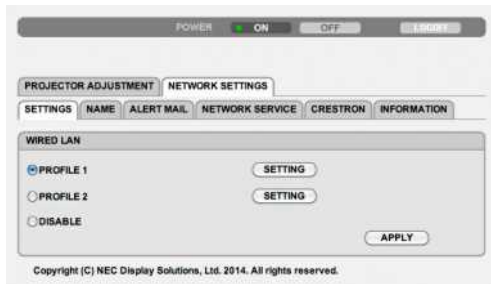 POWER ON OFF LOGOFF
PROJECTOR ADJUSTMENT NETWORK SETTINGS
SETTINGS NAME ALERT MAIL NETWORK SERVICE CRESTRON INFORMATION
WIRED LAN
PROFILE 1 SETTING
PROFILE 2 SETTING
DISABLE
APPLY
Copyright (C) NEC Display Solutions, Ltd. 2014. All rights reserved.